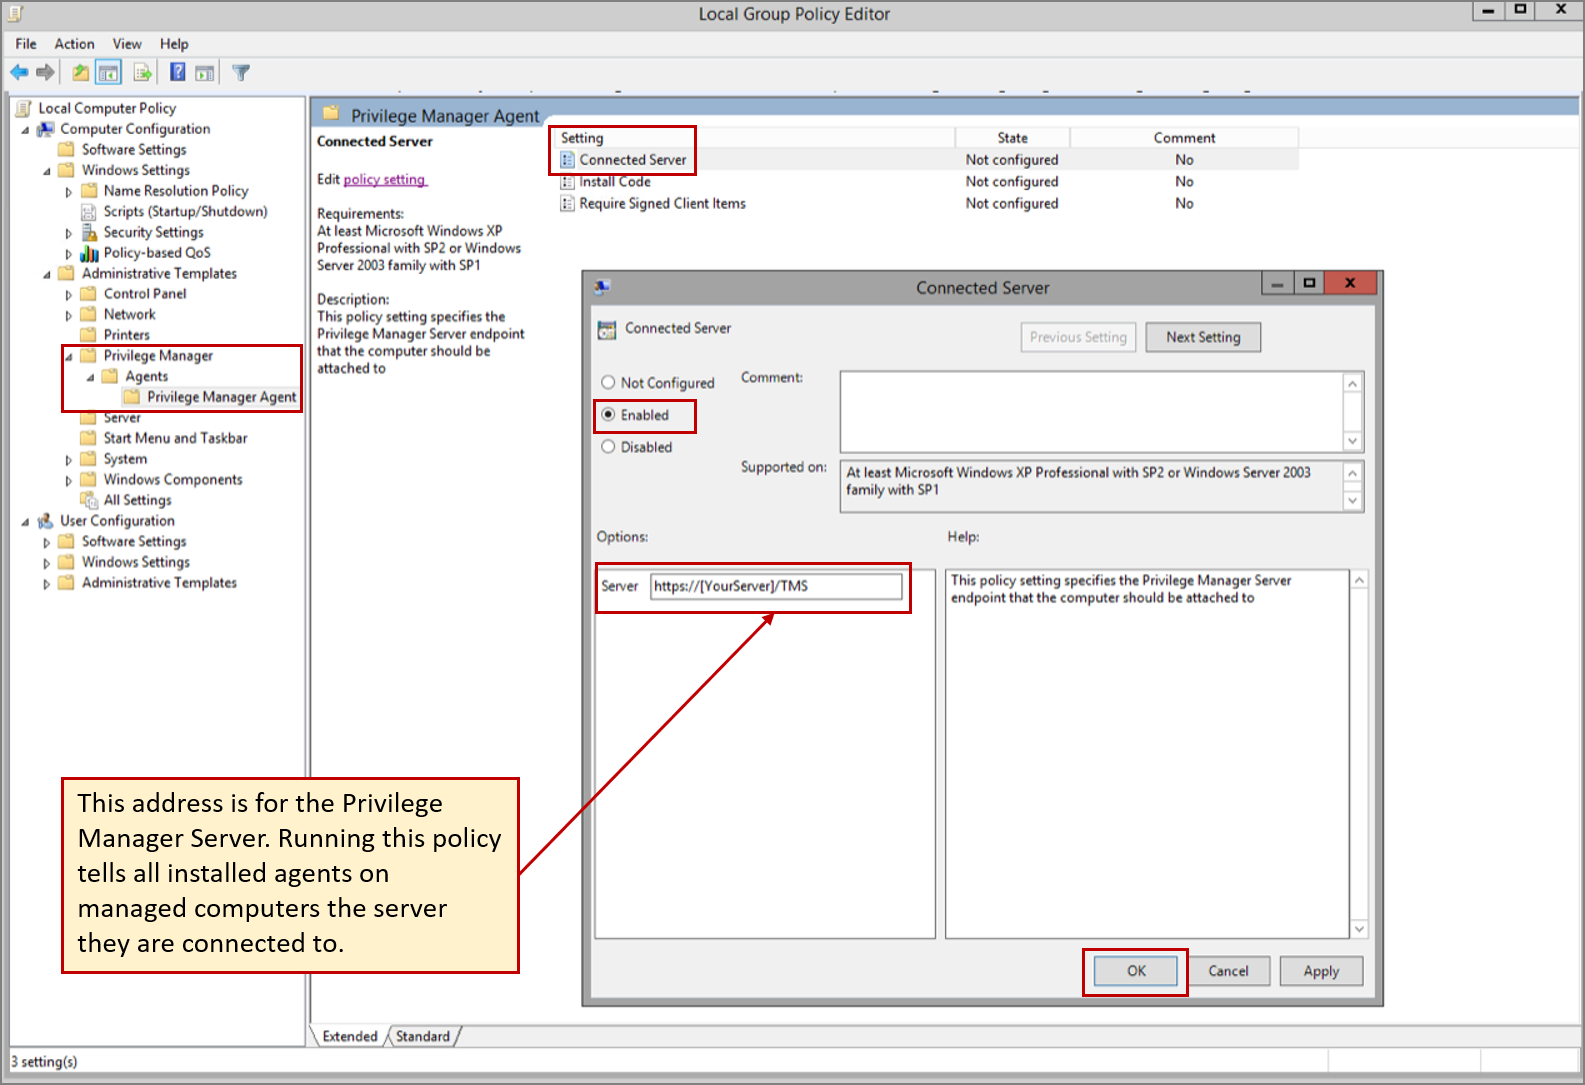 Local Group Policy Editor
File Action View Help
Local Computer Policy
Computer Configuration
Software Settings
Windows Settings
Name Resolution Policy
Scripts (Startup/Shutdown)
Security Settings
Policy-based QoS
Administrative Templates
Control Panel
Network
Printers
Privilege Manager
Agents
Privilege Manager Agent
Server
Start Menu and Taskbar
System
Windows Components
All Settings
User Configuration
Software Settings
Windows Settings
Administrative Templates
Privilege Manager Agent
Connected Server
Edit policy setting
Requirements:
At least Microsoft Windows XP
Professional with SP2 or Windows
Server 2003 family with SP1
Description:
This policy setting specifies the
Privilege Manager Server endpoint
that the computer should be
attached to
Setting State Comment
Connected Server Not configured No
Install Code Not configured No
Require Signed Client Items Not configured No
Connected Server
Connected Server
Previous Setting Next Setting
Not Configured
Enabled
Disabled
Comment:
Supported on:
At least Microsoft Windows XP Professional with SP2 or Windows Server 2003
family with SP1
Options:
Help:
Server https://[YourServer]/TMS
This policy setting specifies the Privilege Manager Server
endpoint that the computer should be attached to
OK Cancel Apply
This address is for the Privilege
Manager Server. Running this policy
tells all installed agents on
managed computers the server
they are connected to.
Extended Standard
3 setting(s)